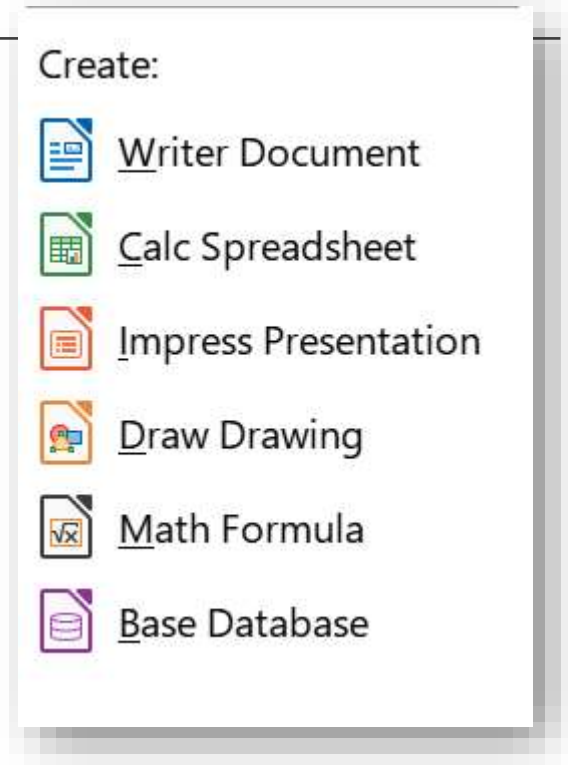 Create:
Writer Document
Calc Spreadsheet
Impress Presentation
Draw Drawing
Math Formula
Base Database